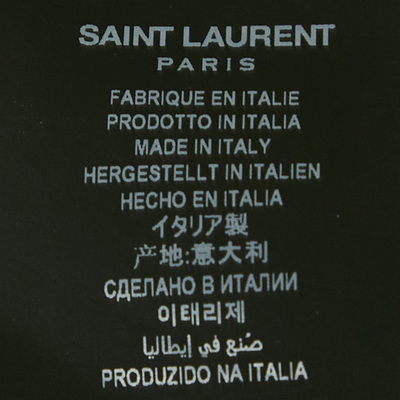 SAINT LAURENT
PARIS
FABRIQUE EN ITALIE
PRODOTTO IN ITALIA
MADE IN ITALY
HERGESTELLT IN ITALIEN
HECHO EN ITALIA
イタリア製
产地:意大利
СДЕЛАНО В ИТАЛИИ
이태리제
صُنع في إيطاليا
PRODUZIDO NA ITALIA